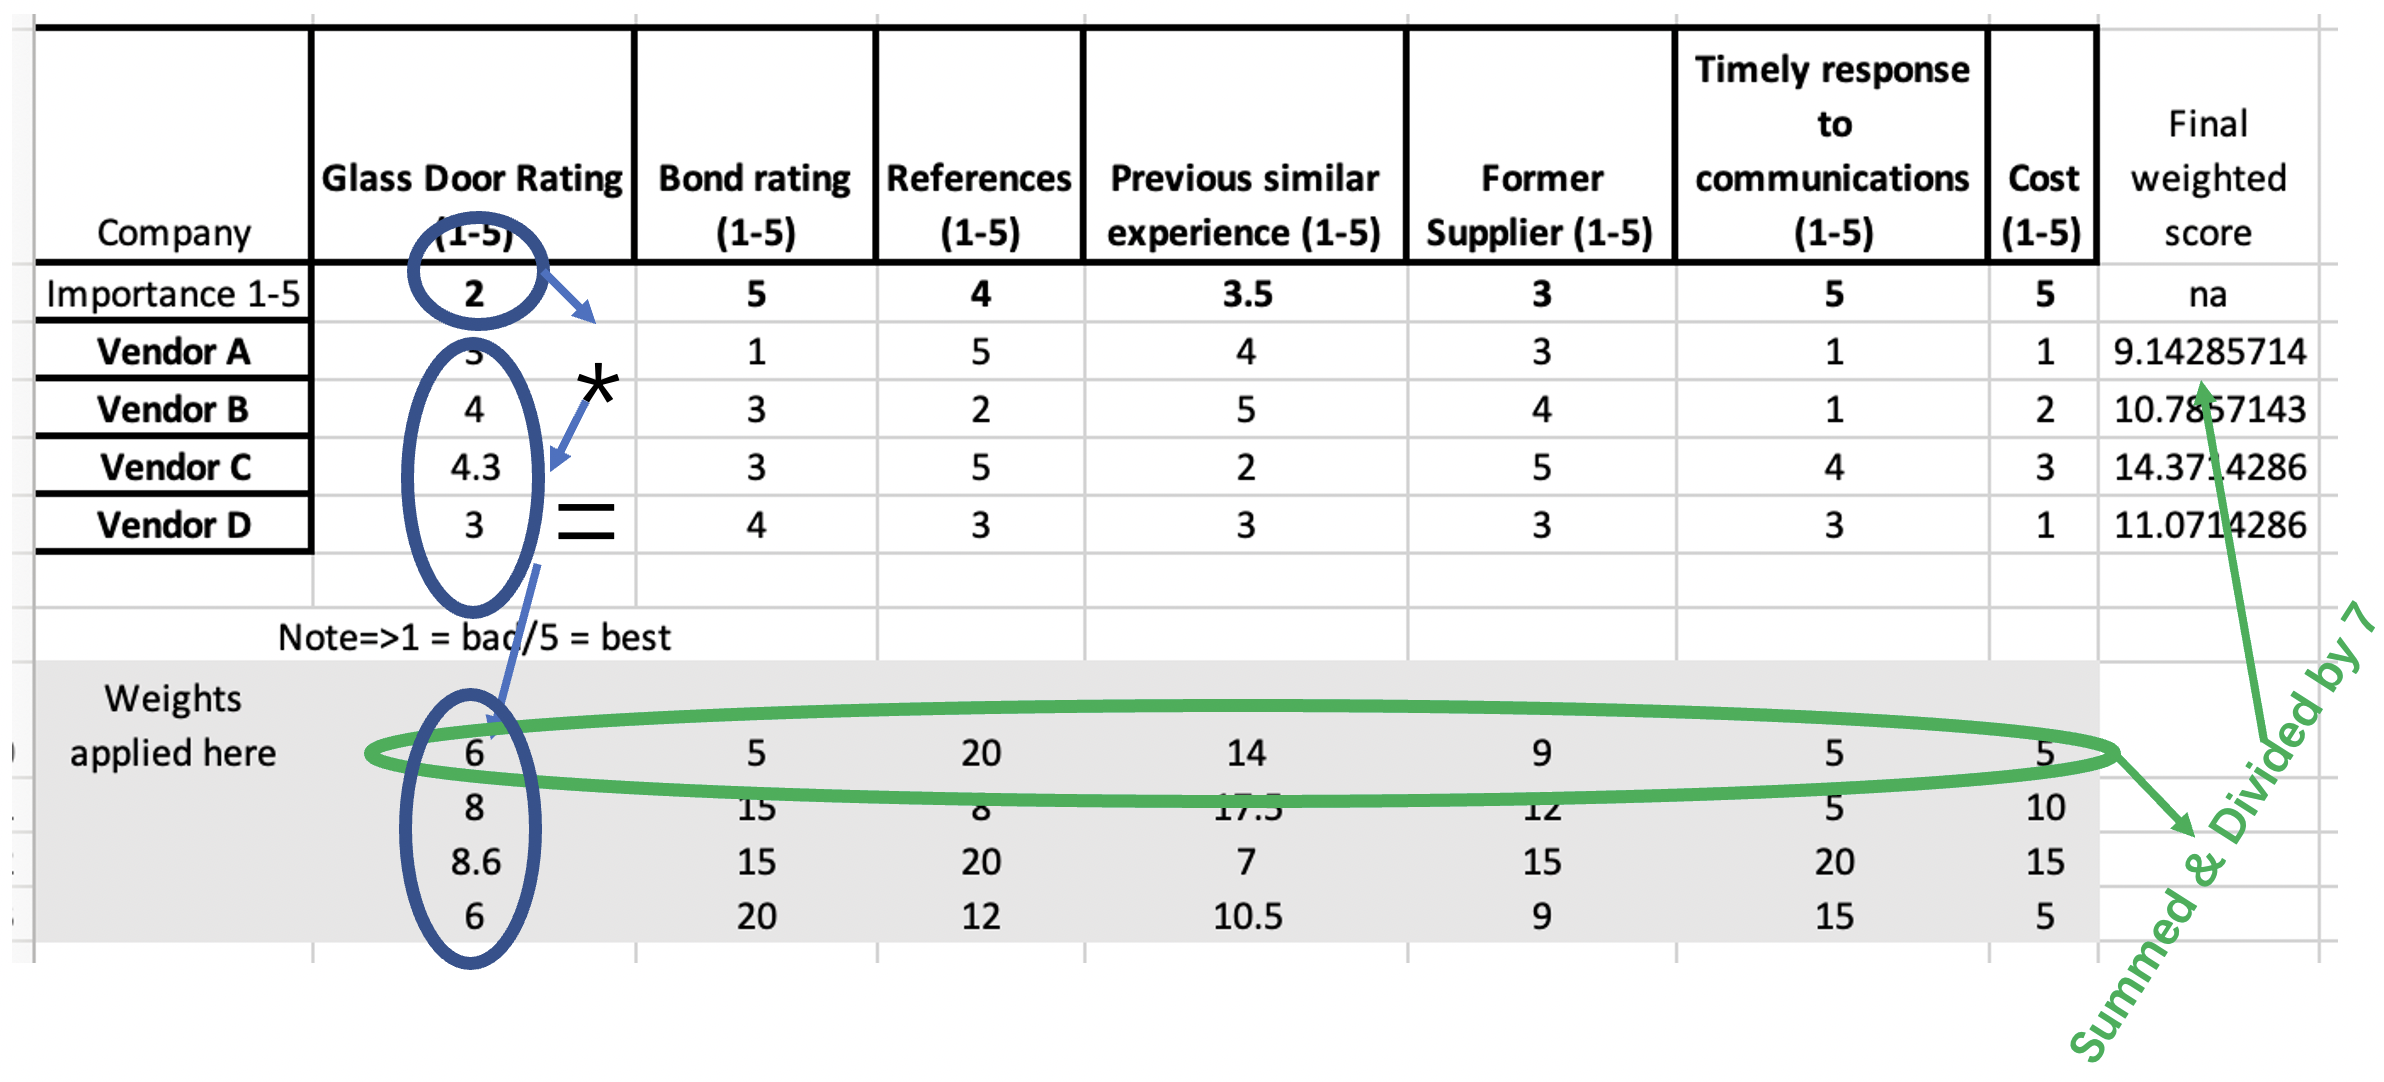 Company
Glass Door Rating
(1-5)
Bond rating
(1-5)
References
(1-5)
Previous similar
experience (1-5)
Former
Supplier (1-5)
Timely response
to
communications
(1-5)
Cost
(1-5)
Final
weighted
score
Importance 1-5 2 5 4 3.5 3 5 5 na
Vendor A 3 1 5 4 3 1 1 9.14285714
Vendor B 4 3 2 5 4 1 2 10.7857143
Vendor C 4.3 3 5 2 5 4 3 14.3714286
Vendor D 3 4 3 3 3 3 1 11.0714286
*
=
Note=>1 = bad/5 = best
Weights
applied here 6 5 20 14 9 5 5
8 15 8 17.5 12 5 10
8.6 15 20 7 15 20 15
6 20 12 10.5 9 15 5
Summed & Divided by 7